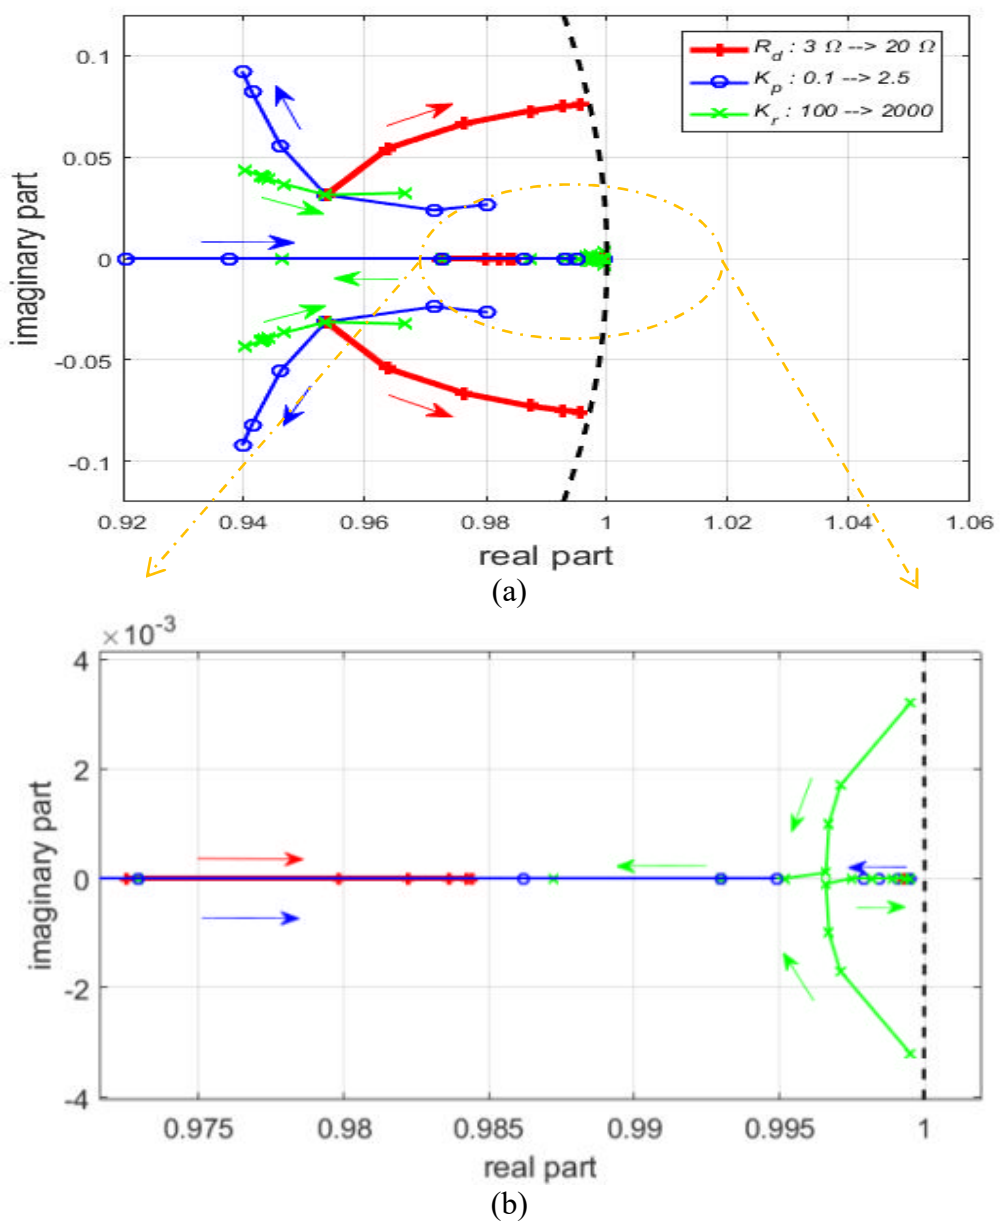 0.1
0.05
0
-0.05
-0.1
imaginary part
R_d : 3 Ω --> 20 Ω
K_p : 0.1 --> 2.5
K_r : 100 --> 2000
0.92 0.94 0.96 0.98 1 1.02 1.04 1.06
real part
(a)
×10^-3
4
2
0
-2
-4
imaginary part
0.975 0.98 0.985 0.99 0.995 1
real part
(b)